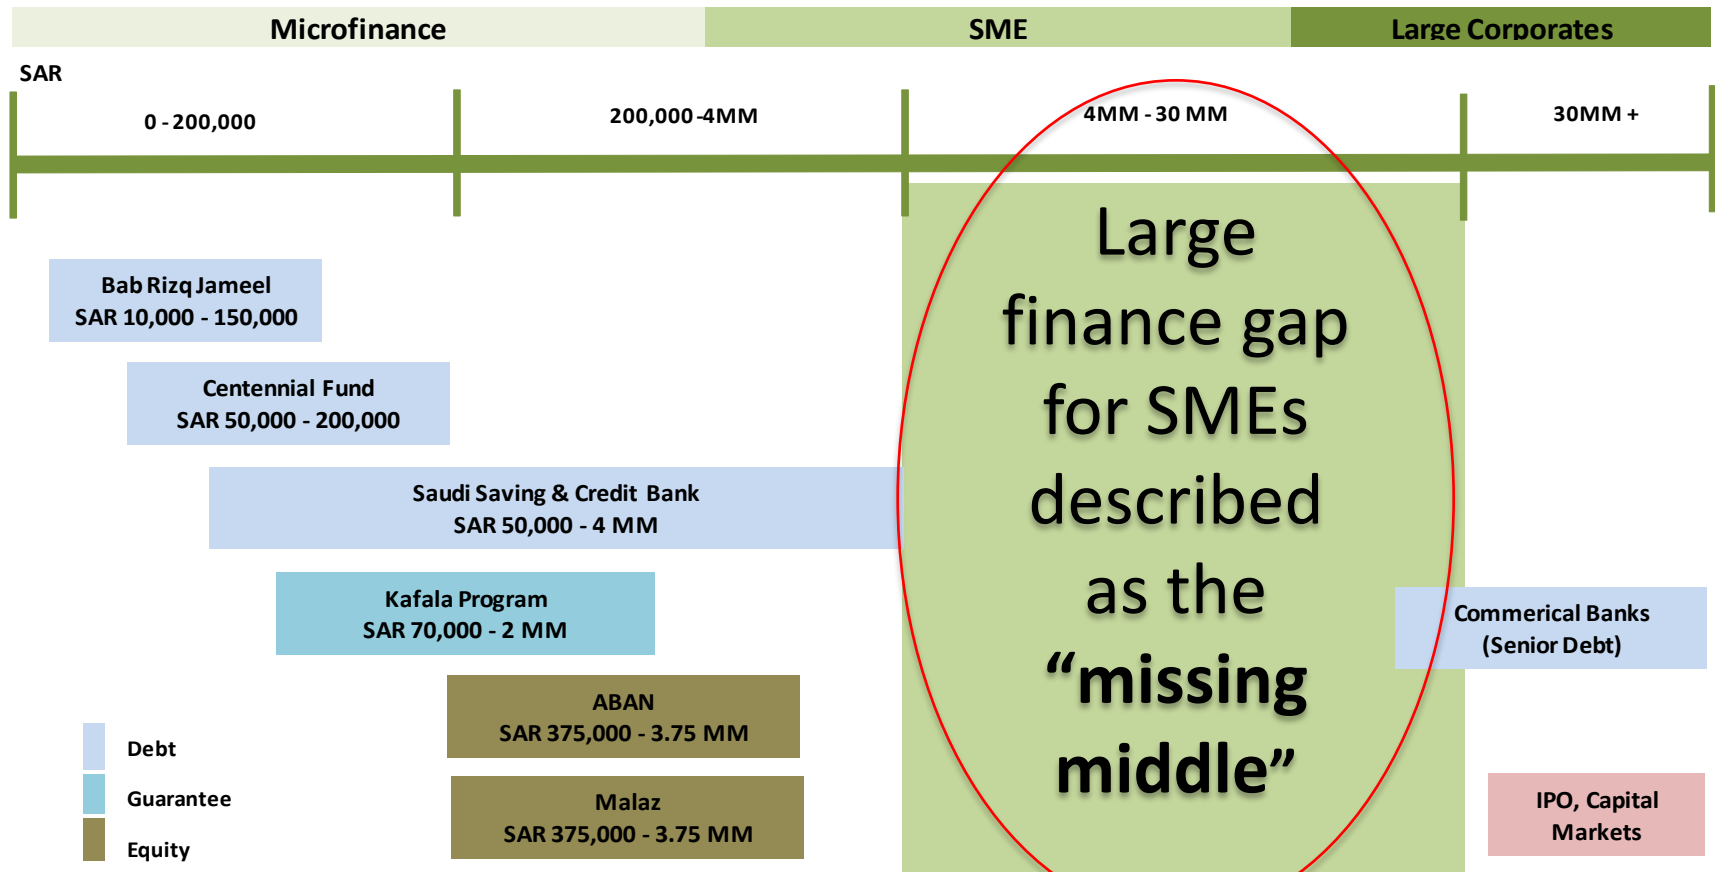 Microfinance
SME
Large Corporates
SAR
0 - 200,000
200,000 -4MM
4MM - 30 MM
30MM +
Bab Rizq Jameel
SAR 10,000 - 150,000
Centennial Fund
SAR 50,000 - 200,000
Saudi Saving & Credit Bank
SAR 50,000 - 4 MM
Kafala Program
SAR 70,000 - 2 MM
ABAN
SAR 375,000 - 3.75 MM
Malaz
SAR 375,000 - 3.75 MM
Large
finance gap
for SMEs
described
as the
“missing
middle”
Commerical Banks
(Senior Debt)
IPO, Capital
Markets
Debt
Guarantee
Equity